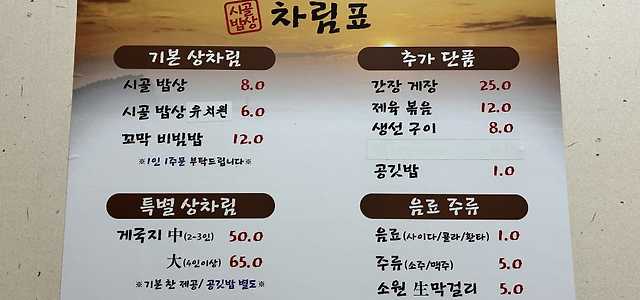 시골
밥상
차림표
기본 상차림
시골 밥상 8.0
시골 밥상 유치원 6.0
꼬막 비빔밥 12.0
※1인 1주문 부탁드립니다※
특별 상차림
게국지 中(2-3인) 50.0
大(4인이상) 65.0
※기본 찬 제공/ 공깃밥 별도※
추가 단품
간장 게장 25.0
제육 볶음 12.0
생선 구이 8.0
공깃밥 1.0
음료 주류
음료(사이다/콜라/환타) 1.0
주류(소주/맥주) 5.0
소원 生막걸리 5.0